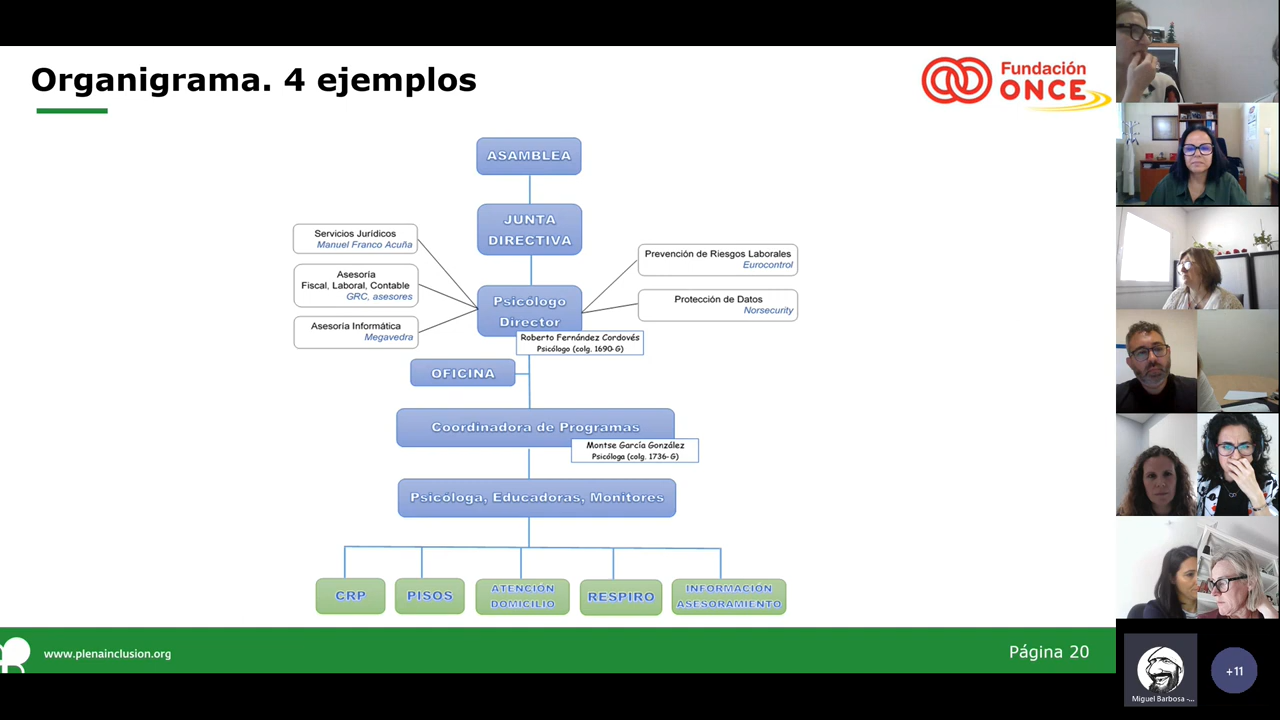 Organigrama. 4 ejemplos
Fundación
ONCE
ASAMBLEA
JUNTA
DIRECTIVA
Servicios Jurídicos
Manuel Franco Acuña
Asesoría
Fiscal, Laboral, Contable
GRC, asesores
Asesoría Informática
Megavedra
Prevención de Riesgos Laborales
Eurocontrol
Protección de Datos
Norsecurity
Psicólogo
Director
Roberto Fernández Cordovés
Psicólogo (colg. 1690-G)
OFICINA
Coordinadora de Programas
Montse García González
Psicóloga (colg. 1736-G)
Psicóloga, Educadoras, Monitores
CRP
PISOS
ATENCIÓN
DOMICILIO
RESPIRO
INFORMACIÓN
ASESORAMIENTO
www.plenainclusion.org
Página 20
Miguel Barbosa -...
+11